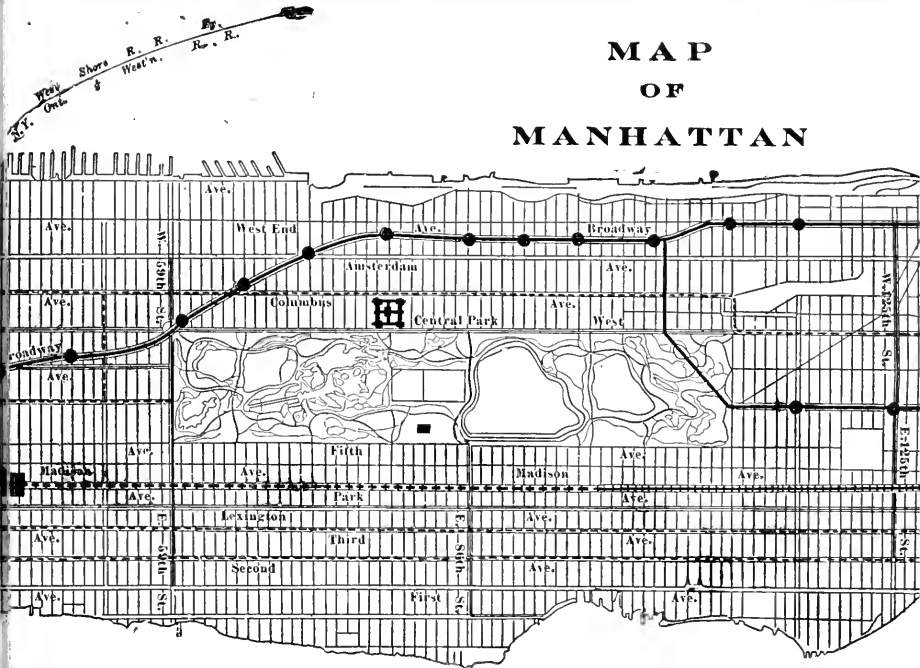 MAP
OF
MANHATTAN
West Shore R. R.
N.Y. Ont. & West'n. R. R.
Ave.
Ave. West End Ave. Broadway
Amsterdam Ave.
W. 59th St.
W. 125th St.
Ave. Columbus Ave.
Central Park West
roadway
Ave.
Ave. Fifth Ave.
Madison Ave. Madison Ave.
Ave. Park Ave.
Lexington Ave.
E. 59th St.
E. 86th St.
E. 125th St.
Ave. Third Ave.
Second Ave.
Ave. First Ave.